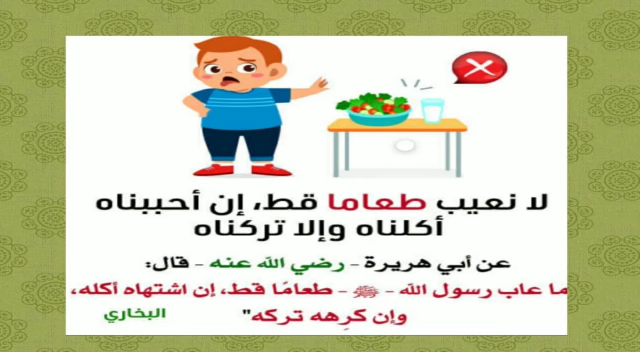 لا نعيب طعاما قط، إن أحببناه
أكلناه وإلا تركناه
عن أبي هريرة - رضي الله عنه - قال:
ما عاب رسول الله - ﷺ - طعامًا قط، إن اشتهاه أكله،
وإن كرِهه تركه"
البخاري